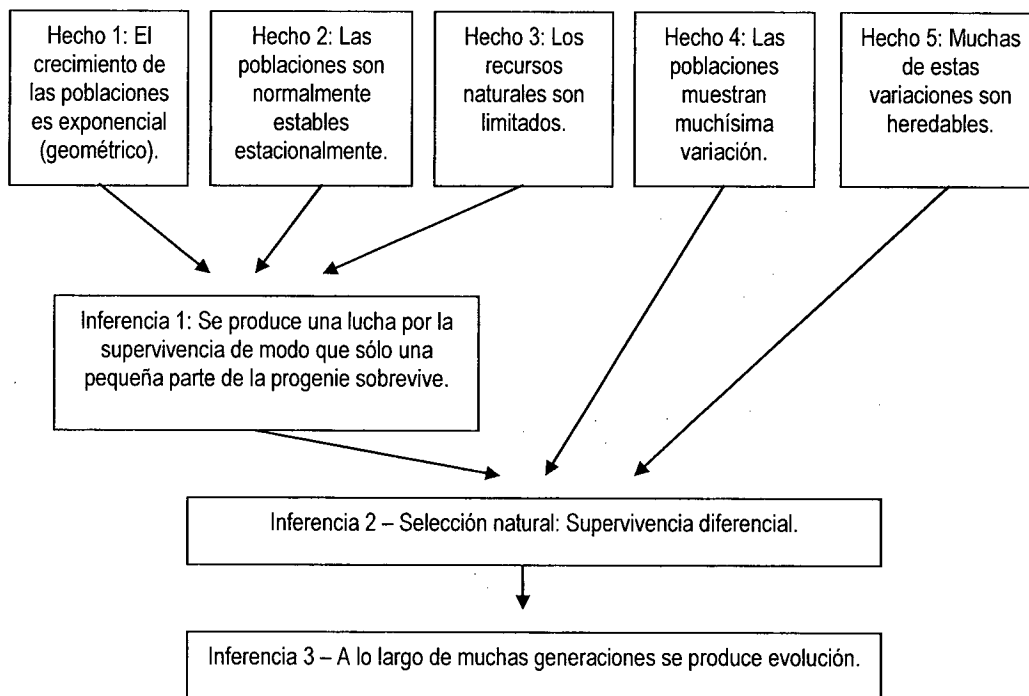 Hecho 1: El
crecimiento de
las poblaciones
es exponencial
(geométrico).
Hecho 2: Las
poblaciones son
normalmente
estables
estacionalmente.
Hecho 3: Los
recursos
naturales son
limitados.
Hecho 4: Las
poblaciones
muestran
muchísima
variación.
Hecho 5: Muchas
de estas
variaciones son
heredables.
Inferencia 1: Se produce una lucha por la
supervivencia de modo que sólo una
pequeña parte de la progenie sobrevive.
Inferencia 2 – Selección natural: Supervivencia diferencial.
Inferencia 3 – A lo largo de muchas generaciones se produce evolución.